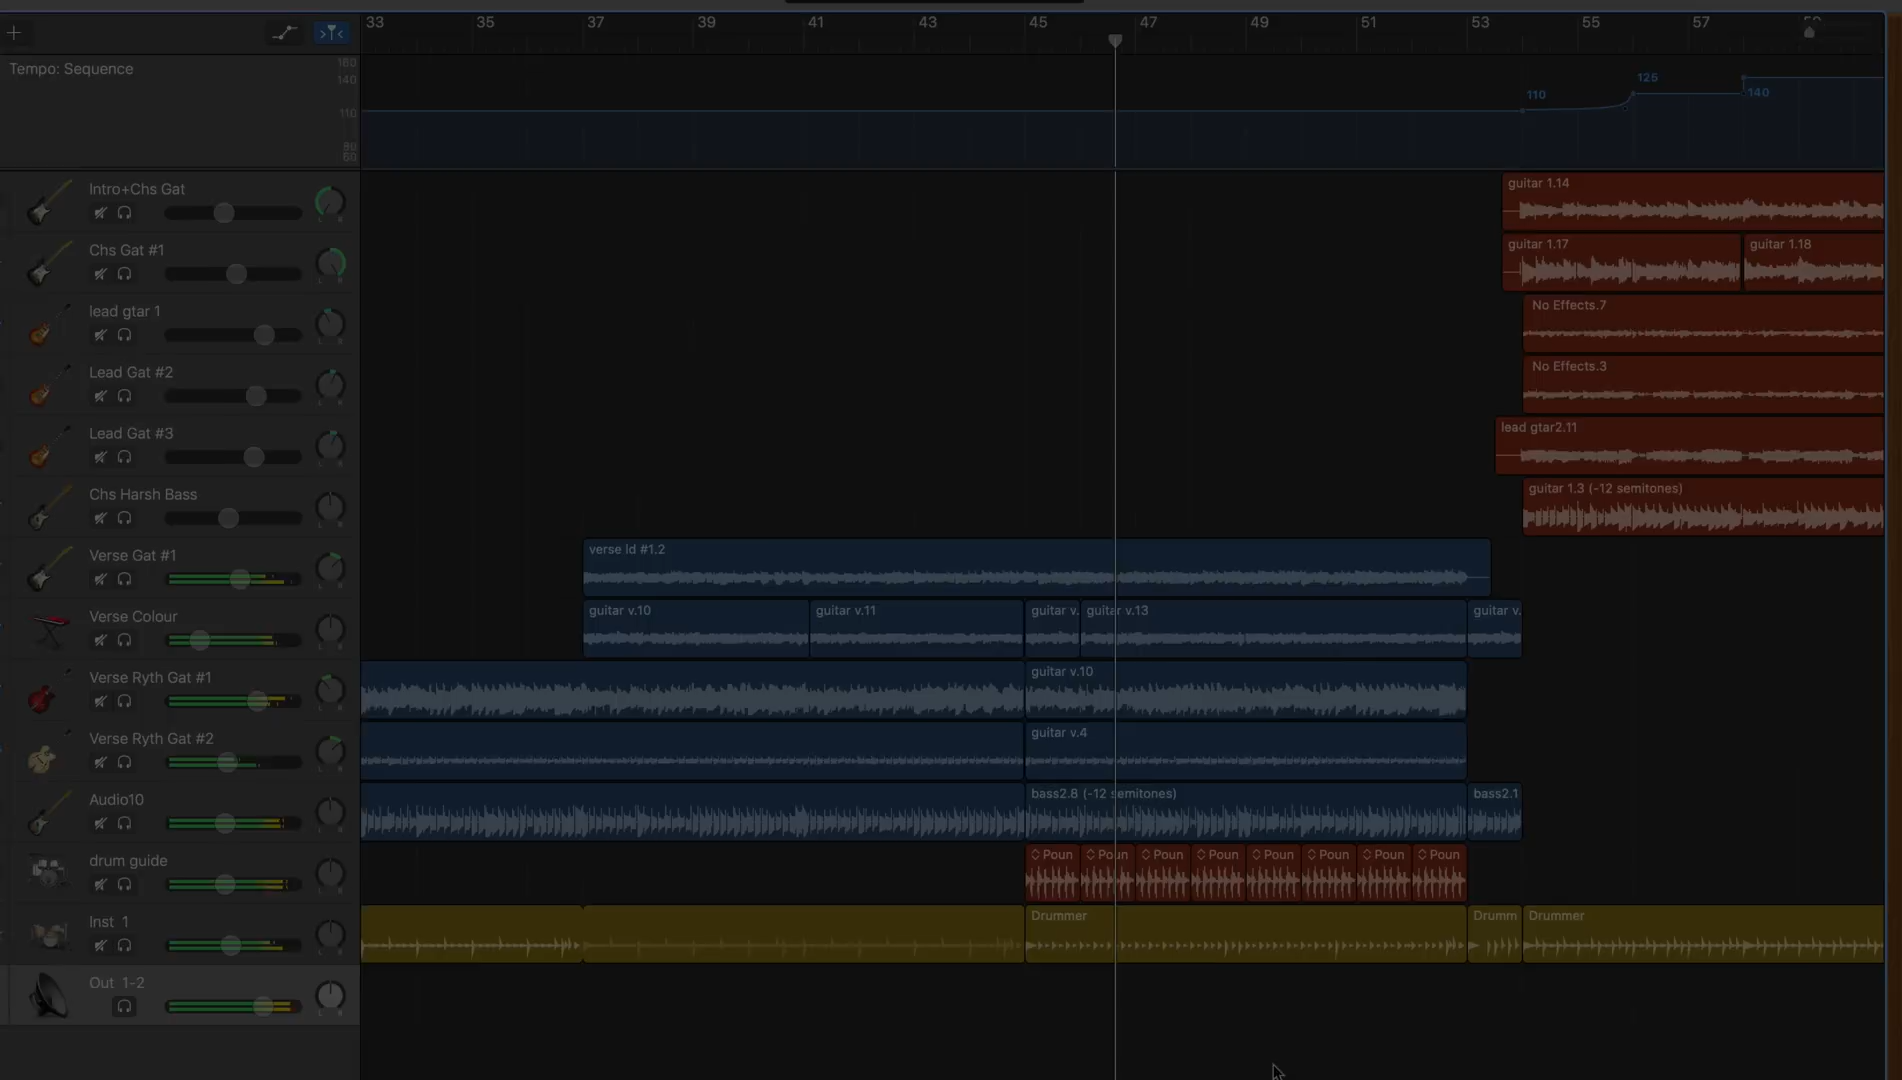 33 35 37 39 41 43 45 47 49 51 53 55 57
Tempo: Sequence
160
140
110
80
60
110
125
140
Intro+Chs Gat
guitar 1.14
Chs Gat #1
guitar 1.17
guitar 1.18
lead gtar 1
No Effects.7
Lead Gat #2
No Effects.3
Lead Gat #3
lead gtar2.11
Chs Harsh Bass
guitar 1.3 (-12 semitones)
Verse Gat #1
verse ld #1.2
Verse Colour
guitar v.10
guitar v.11
guitar v.
guitar v.13
guitar v.
Verse Ryth Gat #1
guitar v.10
Verse Ryth Gat #2
guitar v.4
Audio10
bass2.8 (-12 semitones)
bass2.1
drum guide
Poun Poun Poun Poun Poun Poun Poun Poun
Inst 1
Drummer
Drumm
Drummer
Out 1-2